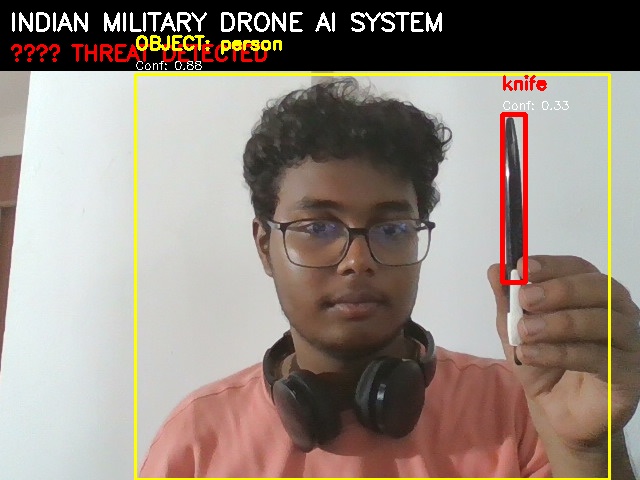 INDIAN MILITARY DRONE AI SYSTEM
???? THREAT DETECTED
OBJECT: person
Conf: 0.88
knife
Conf: 0.33